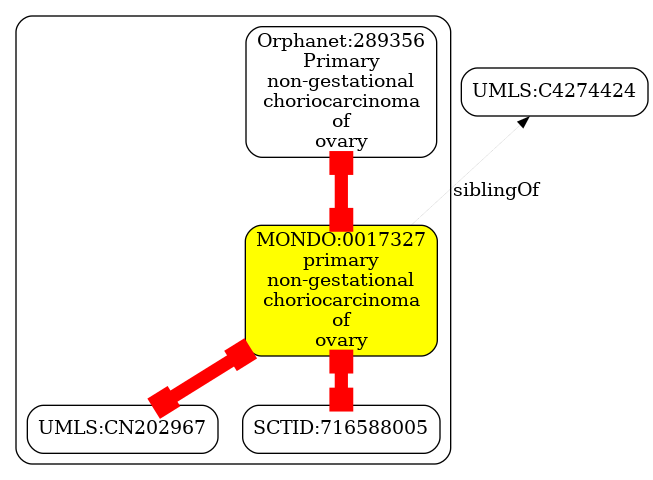 Orphanet:289356
Primary
non-gestational
choriocarcinoma
of
ovary
UMLS:C4274424
siblingOf
MONDO:0017327
primary
non-gestational
choriocarcinoma
of
ovary
UMLS:CN202967
SCTID:716588005